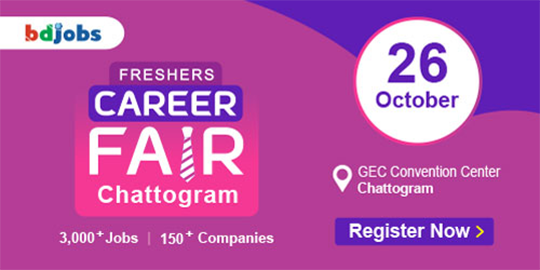 bdjobs
FRESHERS
CAREER
FAIR
Chattogram
3,000+ Jobs | 150+ Companies
26
October
GEC Convention Center
Chattogram
Register Now >